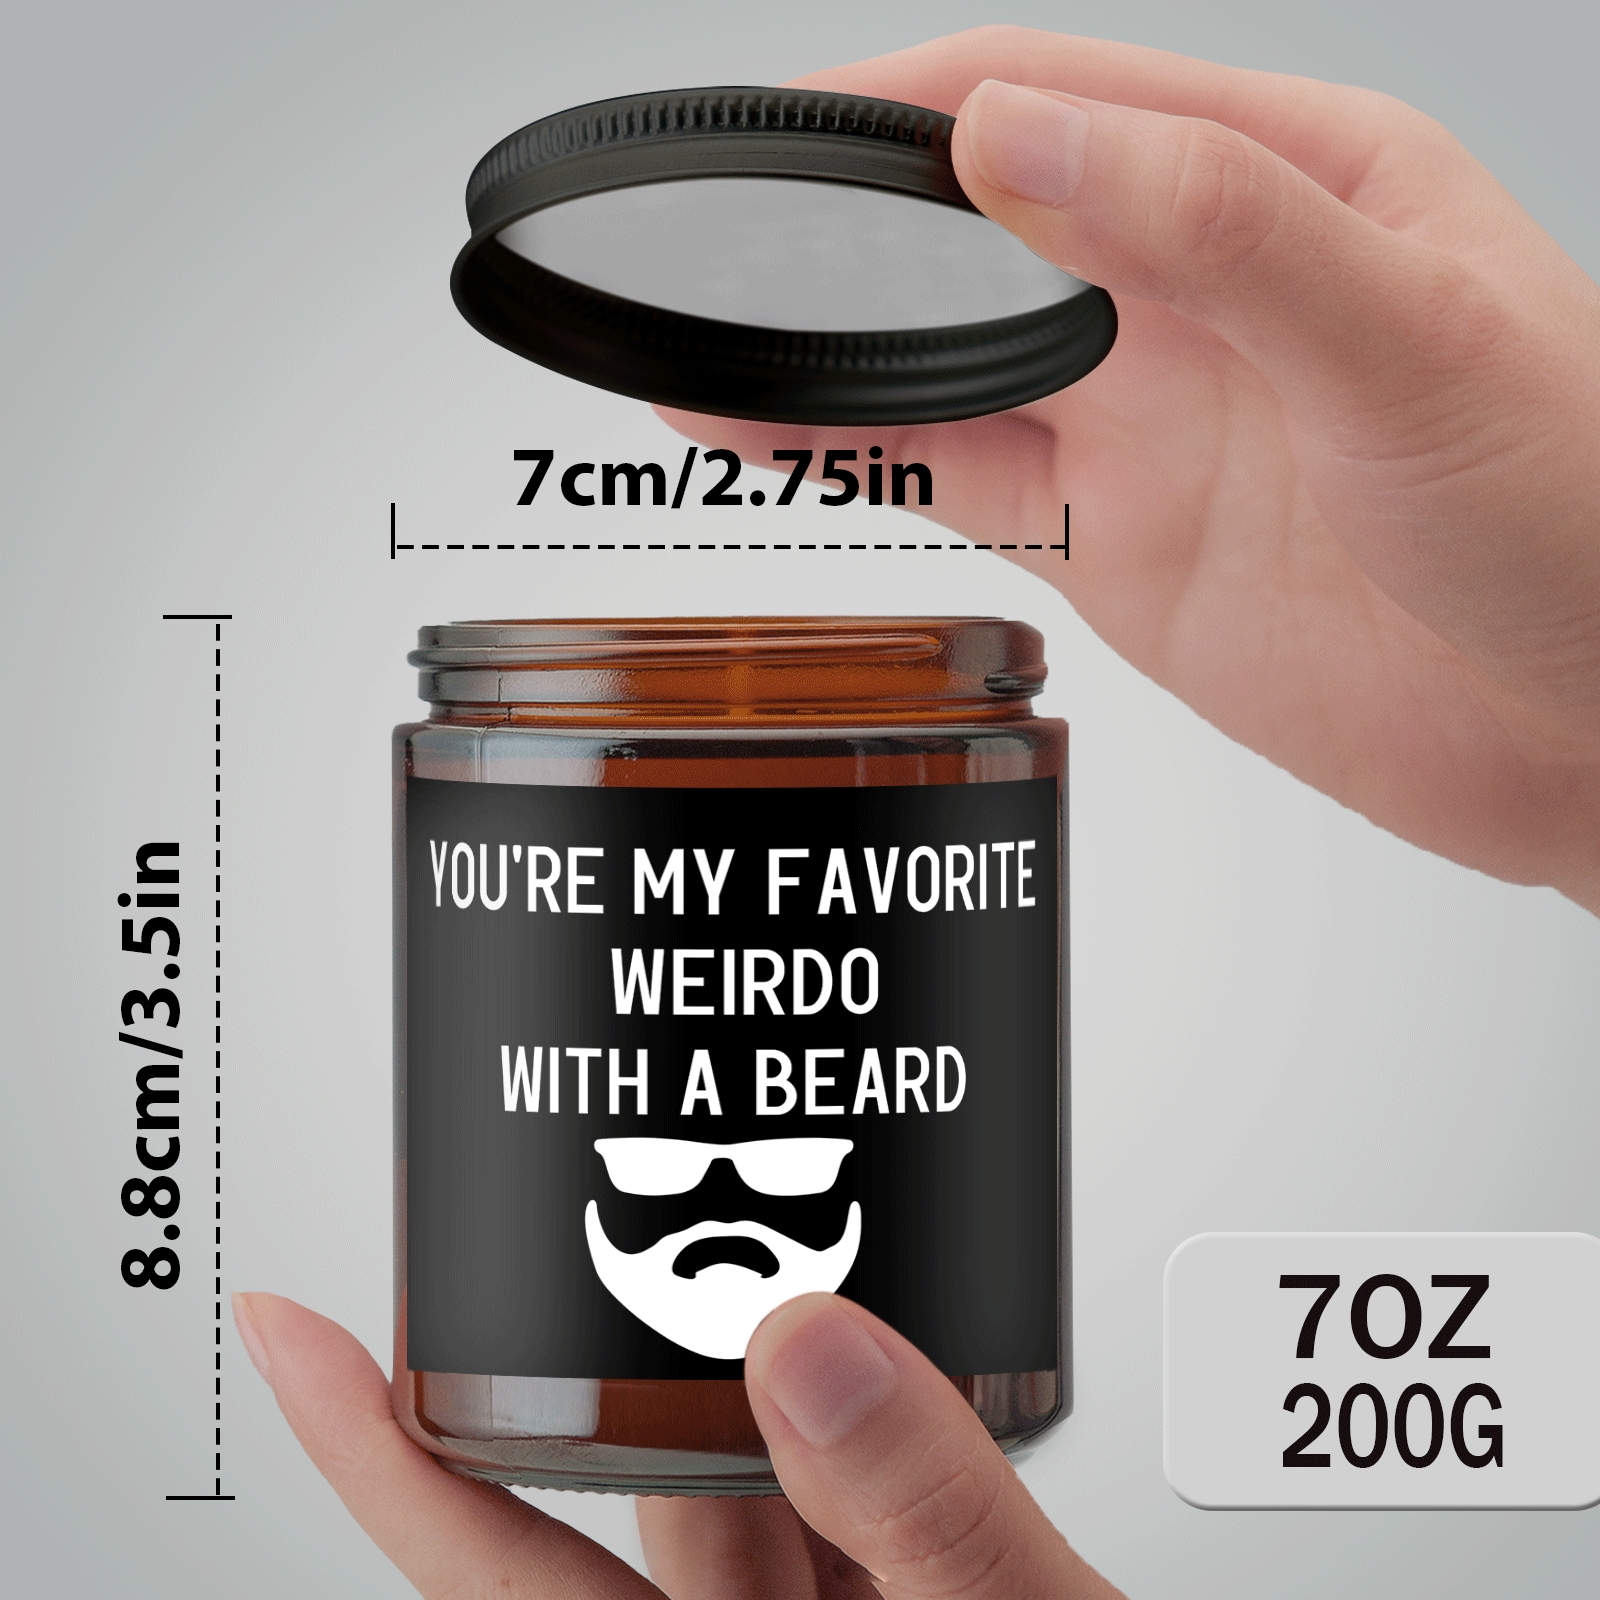 7cm/2.75in
8.8cm/3.5in
YOU'RE MY FAVORITE
WEIRDO
WITH A BEARD
7OZ
200G